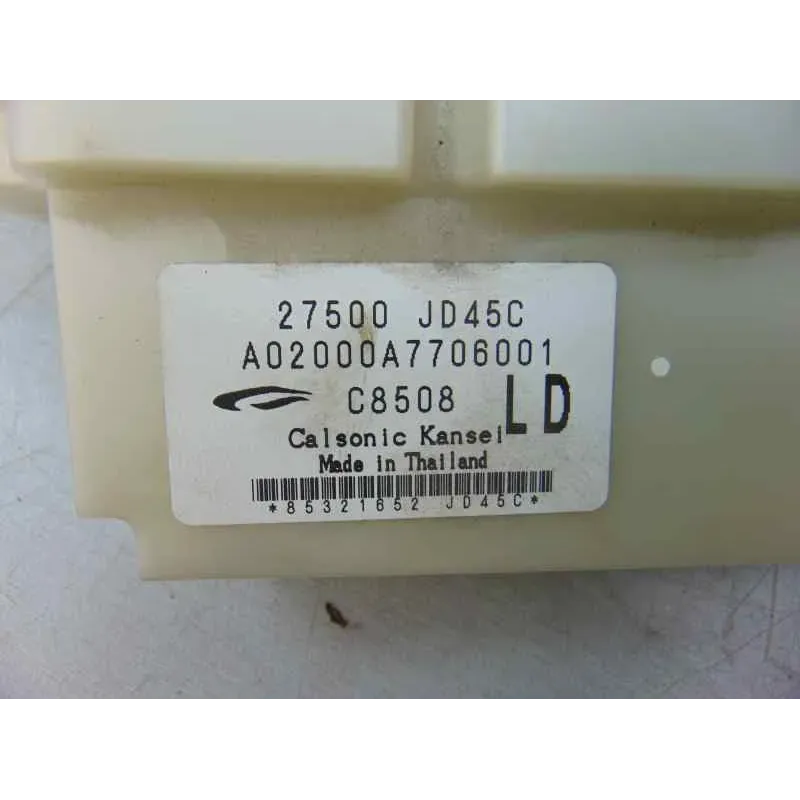 27500 JD45C
A02000A7706001
C8508 LD
Calsonic Kansei
Made in Thailand
*85321652 JD45C*